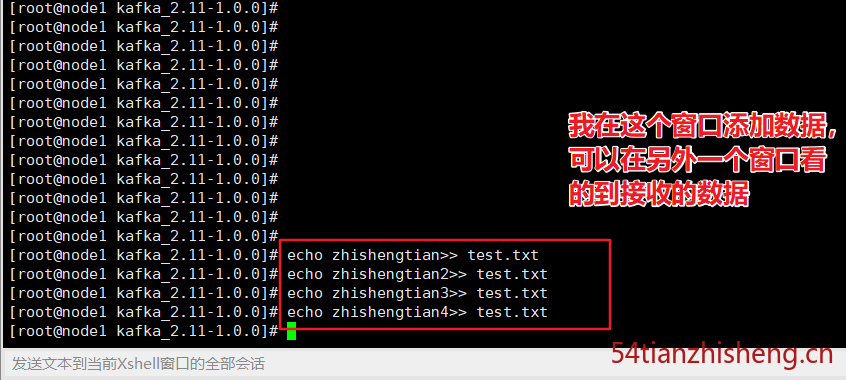 [root@node1 kafka_2.11-1.0.0]#
[root@node1 kafka_2.11-1.0.0]#
[root@node1 kafka_2.11-1.0.0]#
[root@node1 kafka_2.11-1.0.0]#
[root@node1 kafka_2.11-1.0.0]#
[root@node1 kafka_2.11-1.0.0]#
[root@node1 kafka_2.11-1.0.0]#
[root@node1 kafka_2.11-1.0.0]#
[root@node1 kafka_2.11-1.0.0]#
[root@node1 kafka_2.11-1.0.0]#
[root@node1 kafka_2.11-1.0.0]#
[root@node1 kafka_2.11-1.0.0]#
[root@node1 kafka_2.11-1.0.0]#
[root@node1 kafka_2.11-1.0.0]# echo zhishengtian>> test.txt
[root@node1 kafka_2.11-1.0.0]# echo zhishengtian2>> test.txt
[root@node1 kafka_2.11-1.0.0]# echo zhishengtian3>> test.txt
[root@node1 kafka_2.11-1.0.0]# echo zhishengtian4>> test.txt
[root@node1 kafka_2.11-1.0.0]#
我在这个窗口添加数据，
可以在另外一个窗口看
的到接收的数据
54tianzhisheng.cn
发送文本到当前Xshell窗口的全部会话